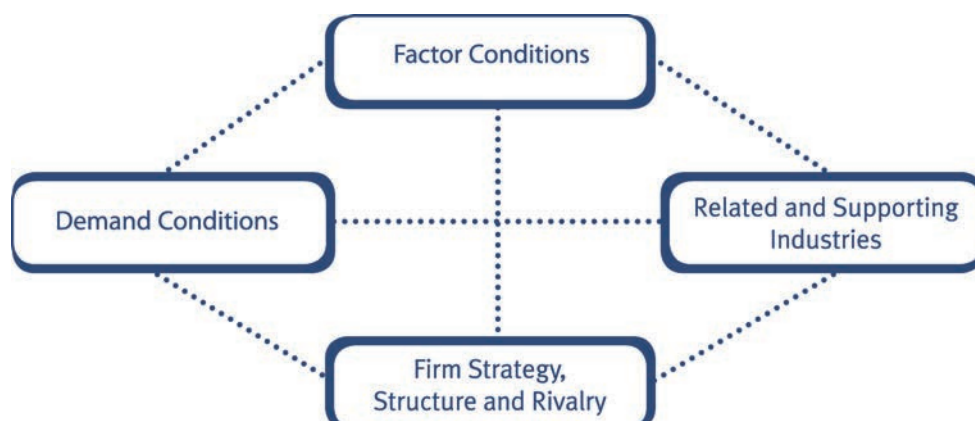 Factor Conditions
Demand Conditions
Related and Supporting
Industries
Firm Strategy,
Structure and Rivalry